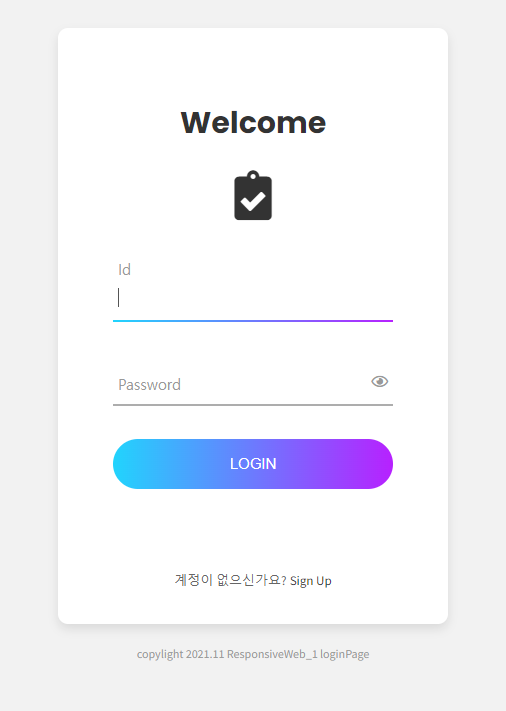 Welcome
Id
Password
LOGIN
계정이 없으신가요? Sign Up
copylight 2021.11 ResponsiveWeb_1 loginPage